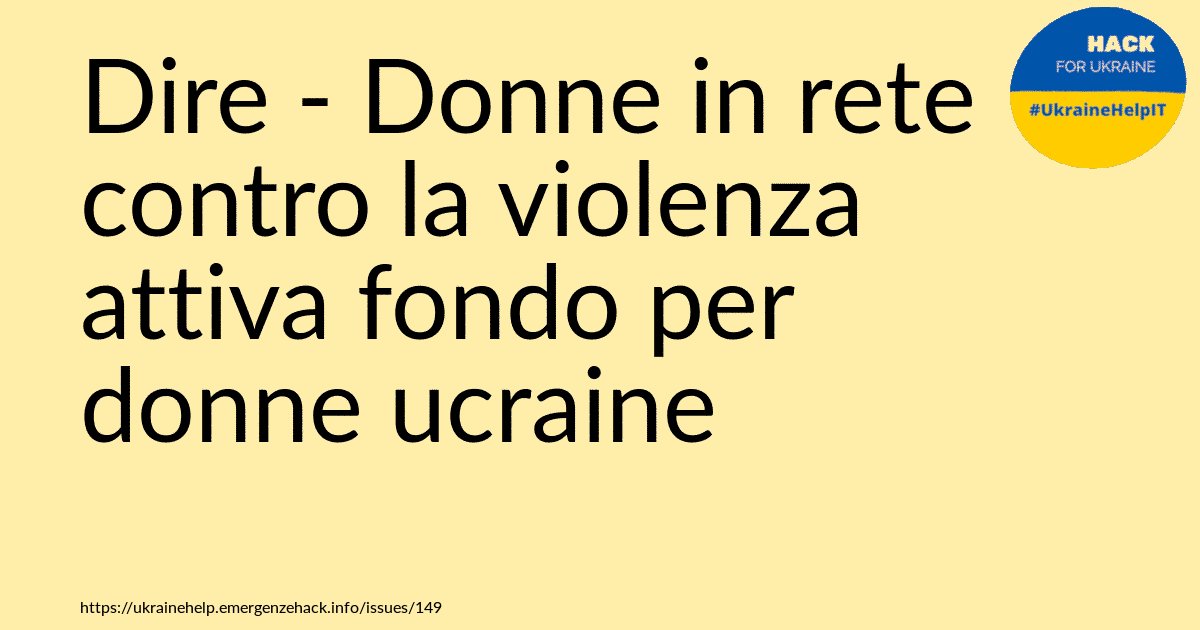 Dire - Donne in rete
contro la violenza
attiva fondo per
donne ucraine
HACK
FOR UKRAINE
#UkraineHelpIT
https://ukrainehelp.emergenzehack.info/issues/149